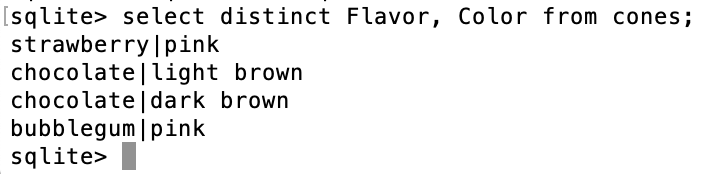 [sqlite> select distinct Flavor, Color from cones;
strawberry|pink
chocolate|light brown
chocolate|dark brown
bubblegum|pink
sqlite>